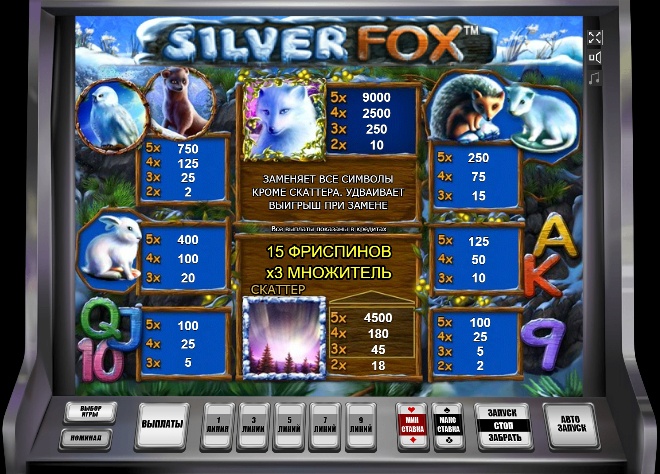 SILVER FOX™
5x 750
4x 125
3x 25
2x 2
5x 9000
4x 2500
3x 250
2x 10
ЗАМЕНЯЕТ ВСЕ СИМВОЛЫ
КРОМЕ СКАТТЕРА. УДВАИВАЕТ
ВЫИГРЫШ ПРИ ЗАМЕНЕ
5x 250
4x 75
3x 15
Все выплаты показаны в кредитах
5x 400
4x 100
3x 20
15 ФРИСПИНОВ
x3 МНОЖИТЕЛЬ
СКАТТЕР
5x 4500
4x 180
3x 45
2x 18
5x 125
4x 50
3x 10
A
K
Q J
10
5x 100
4x 25
3x 5
5x 100
4x 25
3x 5
2x 2
9
ВЫБОР
ИГРЫ
НОМИНАЛ
ВЫПЛАТЫ
1
ЛИНИЯ
3
ЛИНИИ
5
ЛИНИЙ
7
ЛИНИЙ
9
ЛИНИЙ
МИН
СТАВКА
МАКС
СТАВКА
ЗАПУСК
СТОП
ЗАБРАТЬ
АВТО
ЗАПУСК